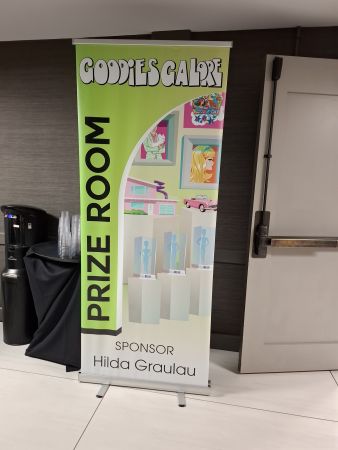 GOODIES GALORE
PRIZE ROOM
SPONSOR
Hilda Graulau